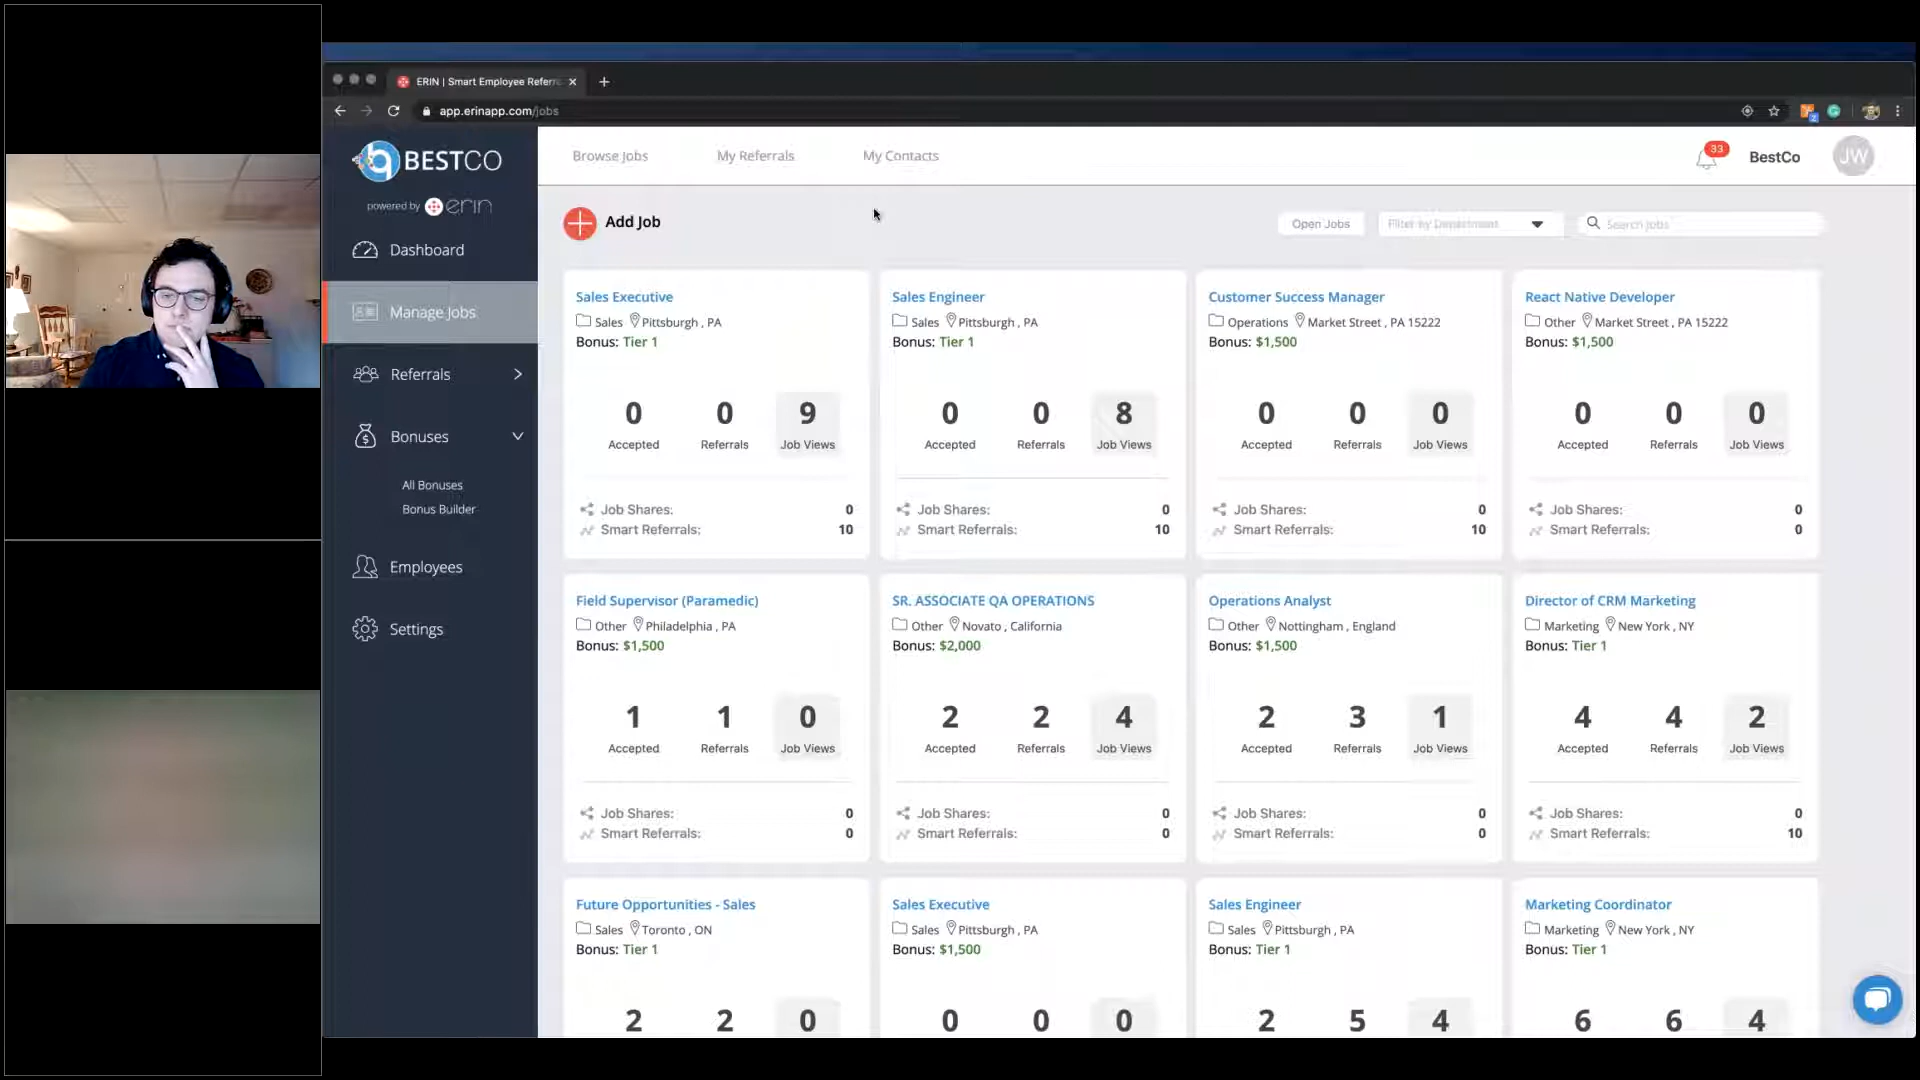 ERIN | Smart Employee Referr
app.erinapp.com/jobs
BESTCO
powered by erin
Dashboard
Manage Jobs
Referrals
Bonuses
All Bonuses
Bonus Builder
Employees
Settings
Browse Jobs My Referrals My Contacts
33 BestCo JW
Add Job
Open Jobs Filter by Department Search jobs
Sales Executive
Sales Pittsburgh , PA
Bonus: Tier 1
0 0 9
Accepted Referrals Job Views
Job Shares: 0
Smart Referrals: 10
Sales Engineer
Sales Pittsburgh , PA
Bonus: Tier 1
0 0 8
Accepted Referrals Job Views
Job Shares: 0
Smart Referrals: 10
Customer Success Manager
Operations Market Street , PA 15222
Bonus: $1,500
0 0 0
Accepted Referrals Job Views
Job Shares: 0
Smart Referrals: 10
React Native Developer
Other Market Street , PA 15222
Bonus: $1,500
0 0 0
Accepted Referrals Job Views
Job Shares: 0
Smart Referrals: 0
Field Supervisor (Paramedic)
Other Philadelphia , PA
Bonus: $1,500
1 1 0
Accepted Referrals Job Views
Job Shares: 0
Smart Referrals: 0
SR. ASSOCIATE QA OPERATIONS
Other Novato , California
Bonus: $2,000
2 2 4
Accepted Referrals Job Views
Job Shares: 0
Smart Referrals: 0
Operations Analyst
Other Nottingham , England
Bonus: $1,500
2 3 1
Accepted Referrals Job Views
Job Shares: 0
Smart Referrals: 0
Director of CRM Marketing
Marketing New York , NY
Bonus: Tier 1
4 4 2
Accepted Referrals Job Views
Job Shares: 0
Smart Referrals: 10
Future Opportunities - Sales
Sales Toronto , ON
Bonus: Tier 1
2 2 0
Sales Executive
Sales Pittsburgh , PA
Bonus: $1,500
0 0 0
Sales Engineer
Sales Pittsburgh , PA
Bonus: Tier 1
2 5 4
Marketing Coordinator
Marketing New York , NY
Bonus: Tier 1
6 6 4